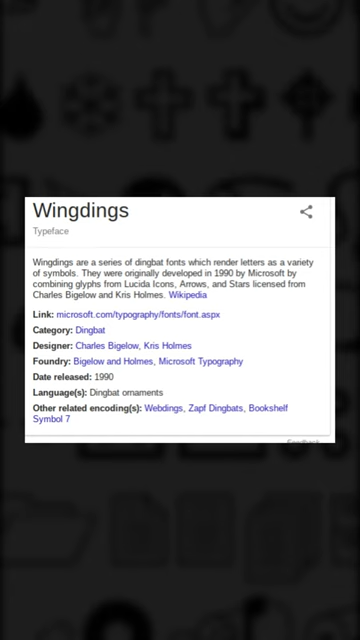 Wingdings
Typeface
Wingdings are a series of dingbat fonts which render letters as a variety
of symbols. They were originally developed in 1990 by Microsoft by
combining glyphs from Lucida Icons, Arrows, and Stars licensed from
Charles Bigelow and Kris Holmes. Wikipedia
Link: microsoft.com/typography/fonts/font.aspx
Category: Dingbat
Designer: Charles Bigelow, Kris Holmes
Foundry: Bigelow and Holmes, Microsoft Typography
Date released: 1990
Language(s): Dingbat ornaments
Other related encoding(s): Webdings, Zapf Dingbats, Bookshelf
Symbol 7
Feedback